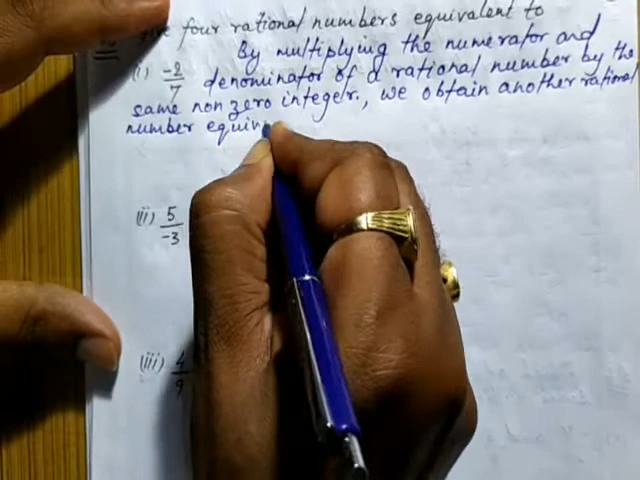 give four rational numbers equivalent to
By multiplying the numerator and
(i) -2/7 denominator of a rational number by the
same non zero integer., we obtain another rational
number equiv
(ii) 5/-3
(iii) 4/9